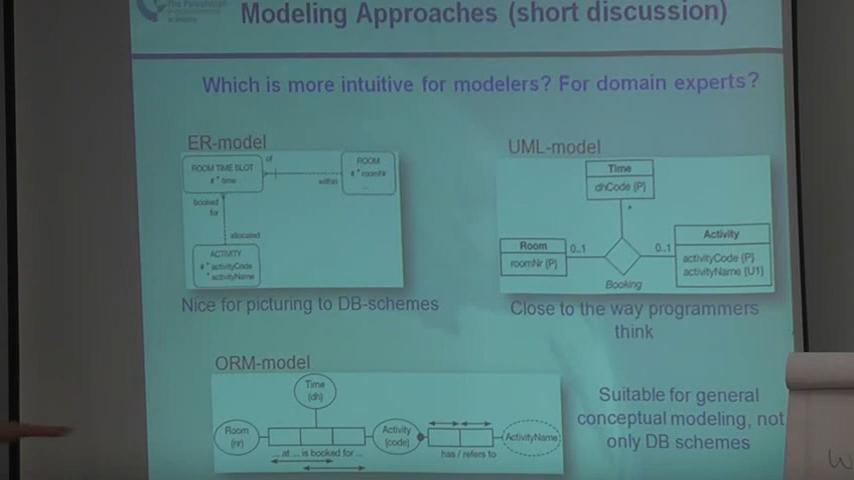 Modeling Approaches (short discussion)
Which is more intuitive for modelers? For domain experts?
ER-model
ROOM TIME SLOT
# * time
of
within
ROOM
# * roomNr
...
booked
for
allocated
ACTIVITY
# * activityCode
* activityName
Nice for picturing to DB-schemes
UML-model
Time
dhCode {P}
*
Room
roomNr {P}
0..1
0..1
Booking
Activity
activityCode {P}
activityName {U1}
Close to the way programmers
think
ORM-model
Time
(dh)
Room
(nr)
... at ... is booked for ...
Activity
(code)
has / refers to
ActivityName
Suitable for general
conceptual modeling, not
only DB schemes